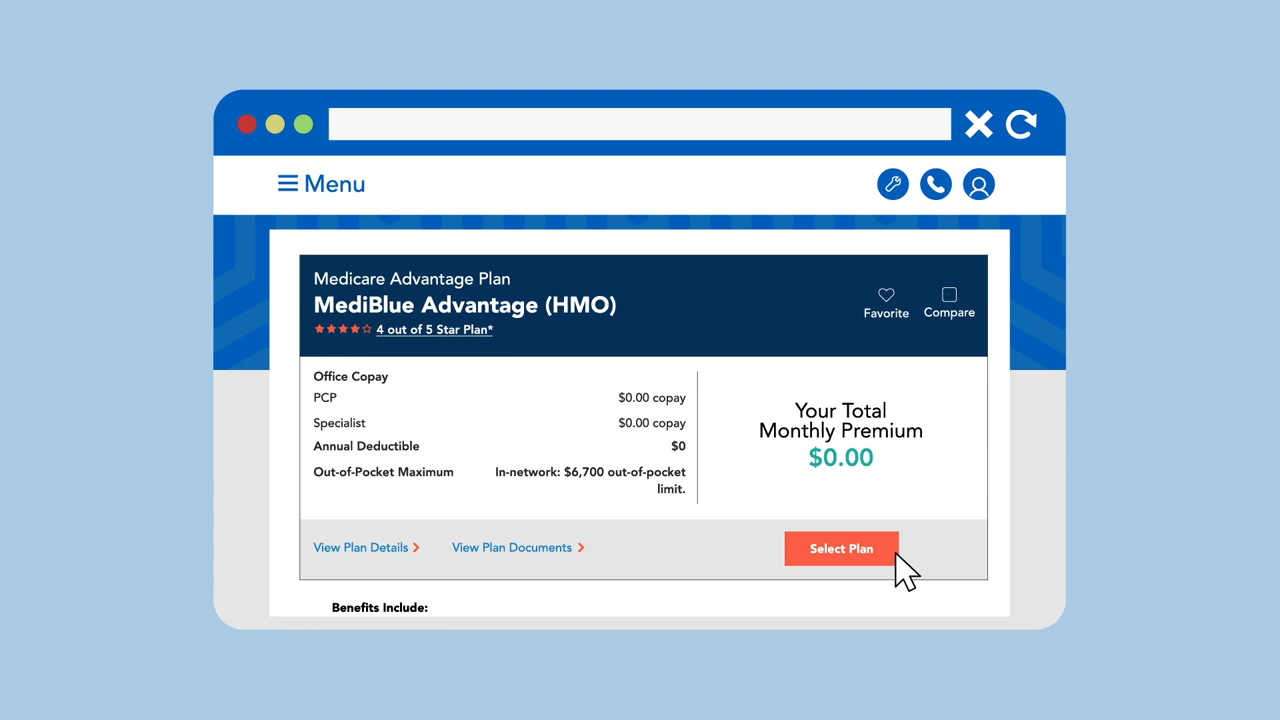 Menu
Medicare Advantage Plan
MediBlue Advantage (HMO)
4 out of 5 Star Plan*
Favorite
Compare
Office Copay
PCP
$0.00 copay
Specialist
$0.00 copay
Annual Deductible
$0
Out-of-Pocket Maximum
In-network: $6,700 out-of-pocket
limit.
Your Total
Monthly Premium
$0.00
View Plan Details
View Plan Documents
Select Plan
Benefits Include: